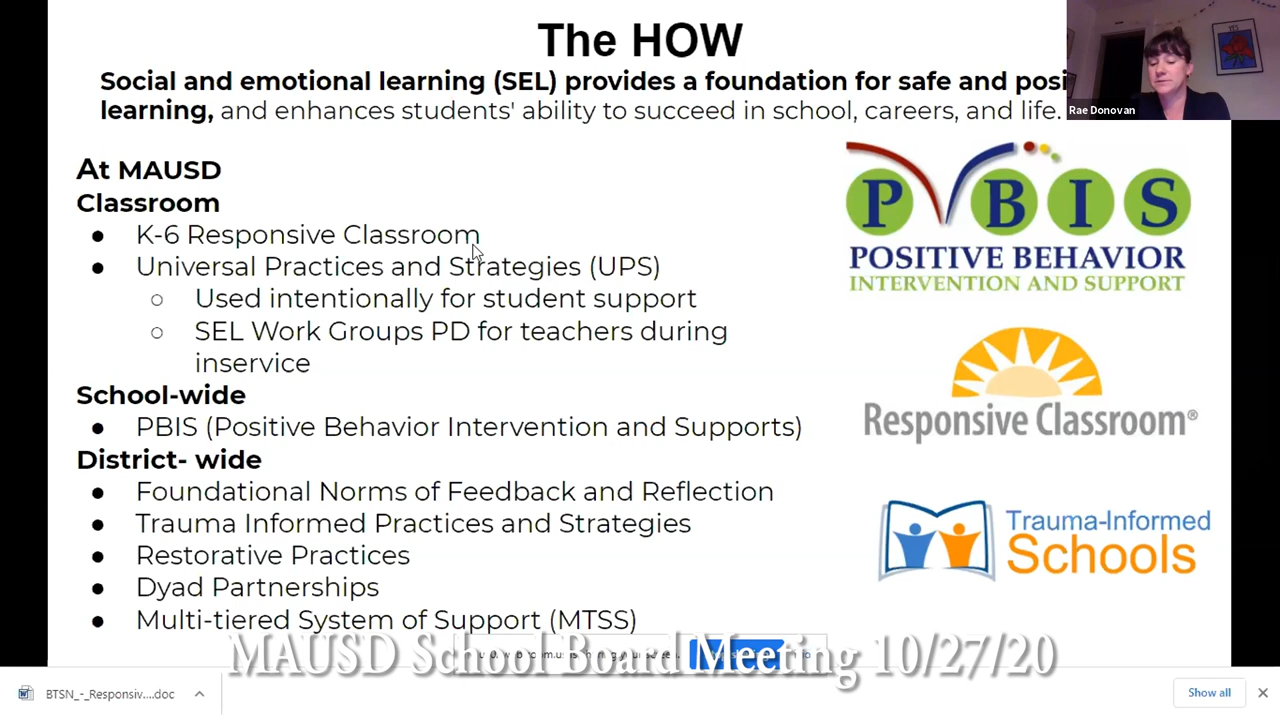 The HOW
Social and emotional learning (SEL) provides a foundation for safe and posi
learning, and enhances students' ability to succeed in school, careers, and life.
YES
Rae Donovan
At MAUSD
Classroom
● K-6 Responsive Classroom
● Universal Practices and Strategies (UPS)
○ Used intentionally for student support
○ SEL Work Groups PD for teachers during
inservice
School-wide
● PBIS (Positive Behavior Intervention and Supports)
District- wide
● Foundational Norms of Feedback and Reflection
● Trauma Informed Practices and Strategies
● Restorative Practices
● Dyad Partnerships
● Multi-tiered System of Support (MTSS)
PBIS
POSITIVE BEHAVIOR
INTERVENTION AND SUPPORT
Responsive Classroom®
Trauma-Informed
Schools
MAUSD School Board Meeting 10/27/20
BTSN_-_Responsiv....doc
Show all